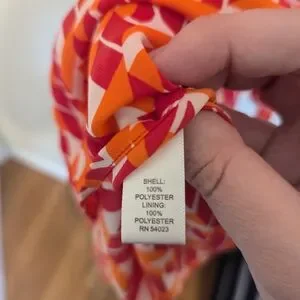 SHELL:
100%
POLYESTER
LINING:
100%
POLYESTER
RN 54023